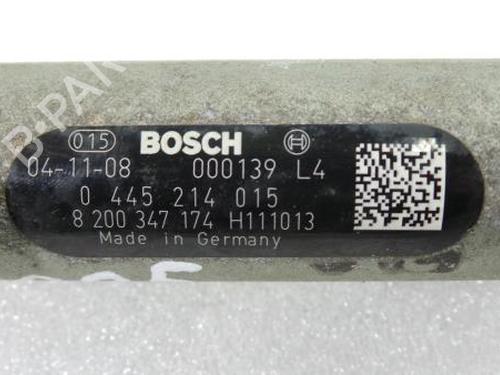 015 BOSCH
04-11-08 000139 L4
0 445 214 015
8 200 347 174 H111013
Made in Germany
B-PARTS